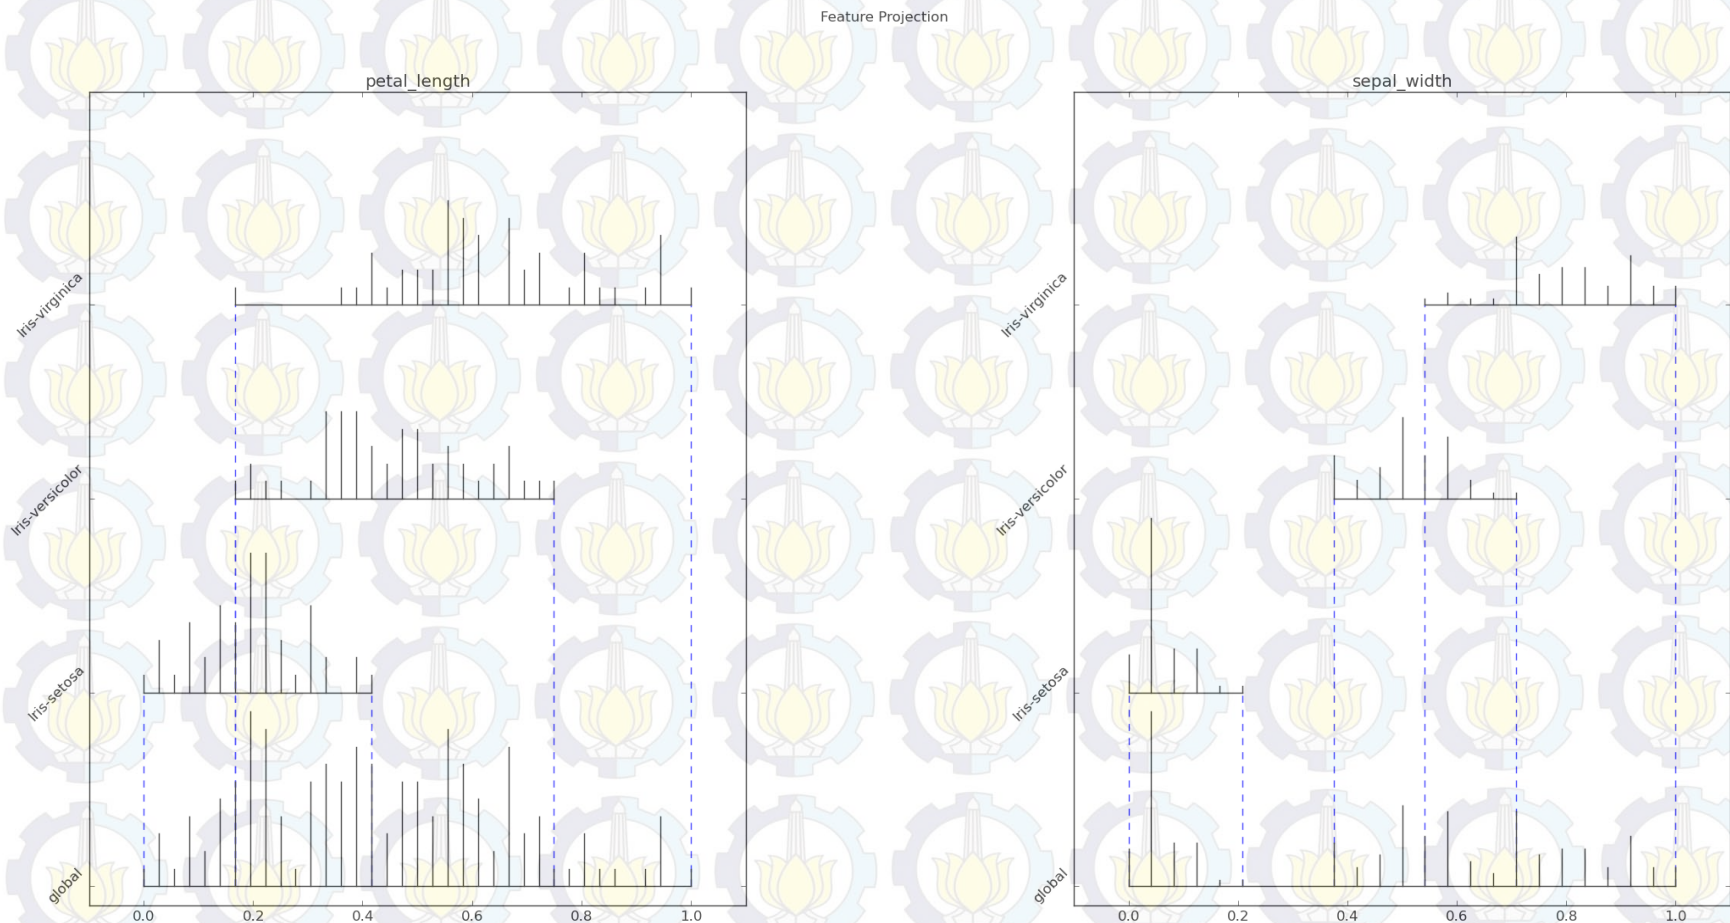 Feature Projection
petal_length
sepal_width
Iris-virginica
Iris-versicolor
Iris-setosa
global
0.0 0.2 0.4 0.6 0.8 1.0
Iris-virginica
Iris-versicolor
Iris-setosa
global
0.0 0.2 0.4 0.6 0.8 1.0